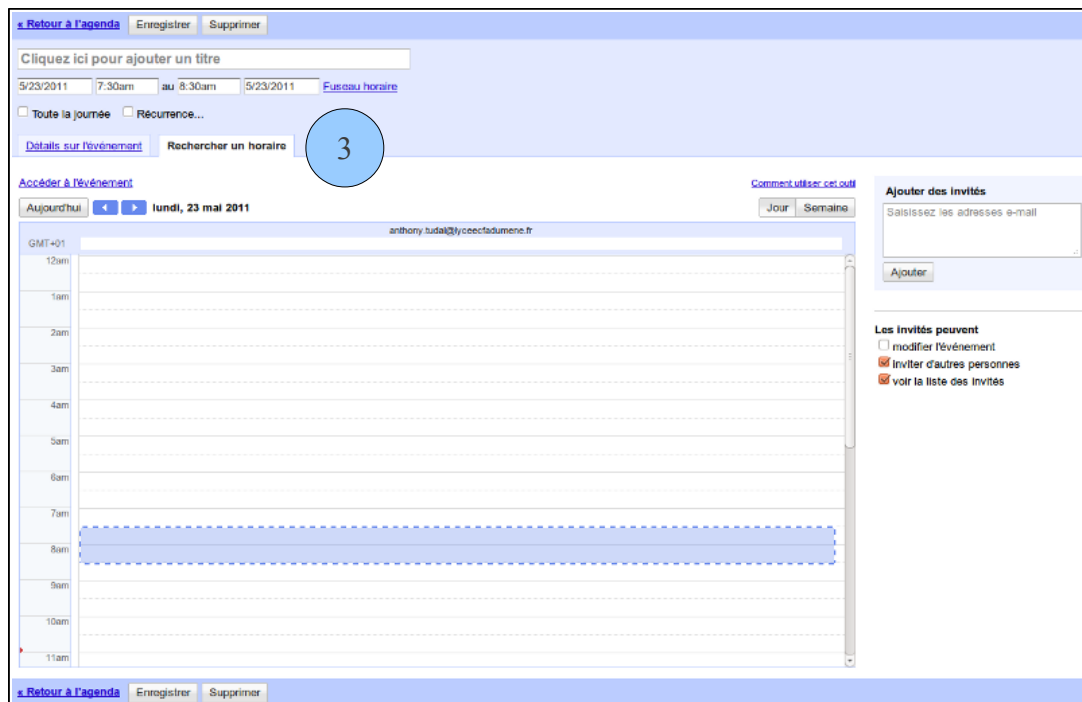 « Retour à l'agenda Enregistrer Supprimer
Cliquez ici pour ajouter un titre
5/23/2011 7:30am au 8:30am 5/23/2011 Fuseau horaire
Toute la journée Récurrence...
Détails sur l'événement Rechercher un horaire 3
Accéder à l'événement Comment utiliser cet outil
Aujourd'hui lundi, 23 mai 2011 Jour Semaine
anthony.tudal@lyceecfadumene.fr
GMT+01
12am
1am
2am
3am
4am
5am
6am
7am
8am
9am
10am
11am
Ajouter des invités
Saisissez les adresses e-mail
Ajouter
Les invités peuvent
modifier l'événement
inviter d'autres personnes
voir la liste des invités
« Retour à l'agenda Enregistrer Supprimer